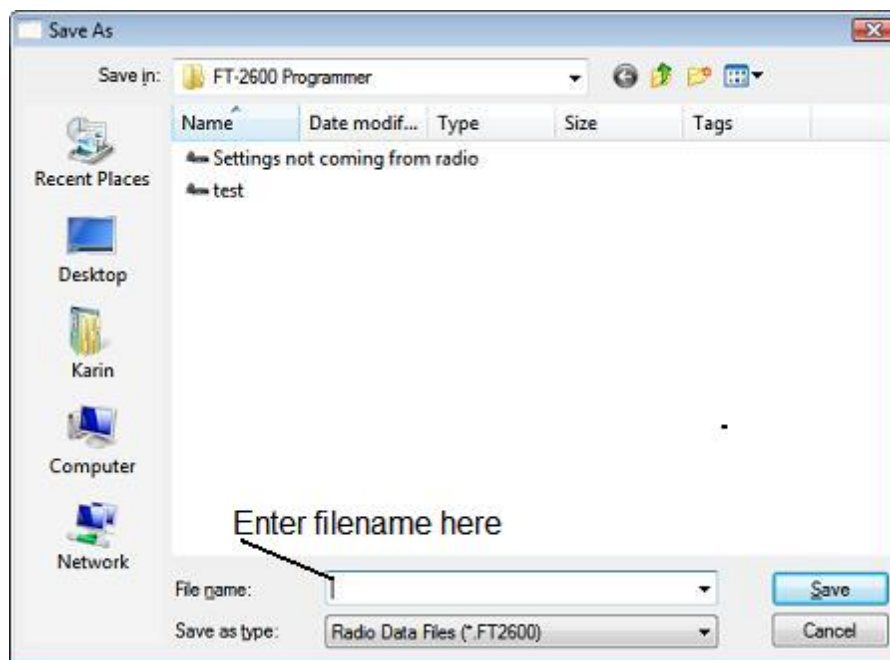 Save As
Save in:
FT-2600 Programmer
Name
Date modif...
Type
Size
Tags
Settings not coming from radio
test
Recent Places
Desktop
Karin
Computer
Network
Enter filename here
File name:
Save
Save as type:
Radio Data Files (*.FT2600)
Cancel